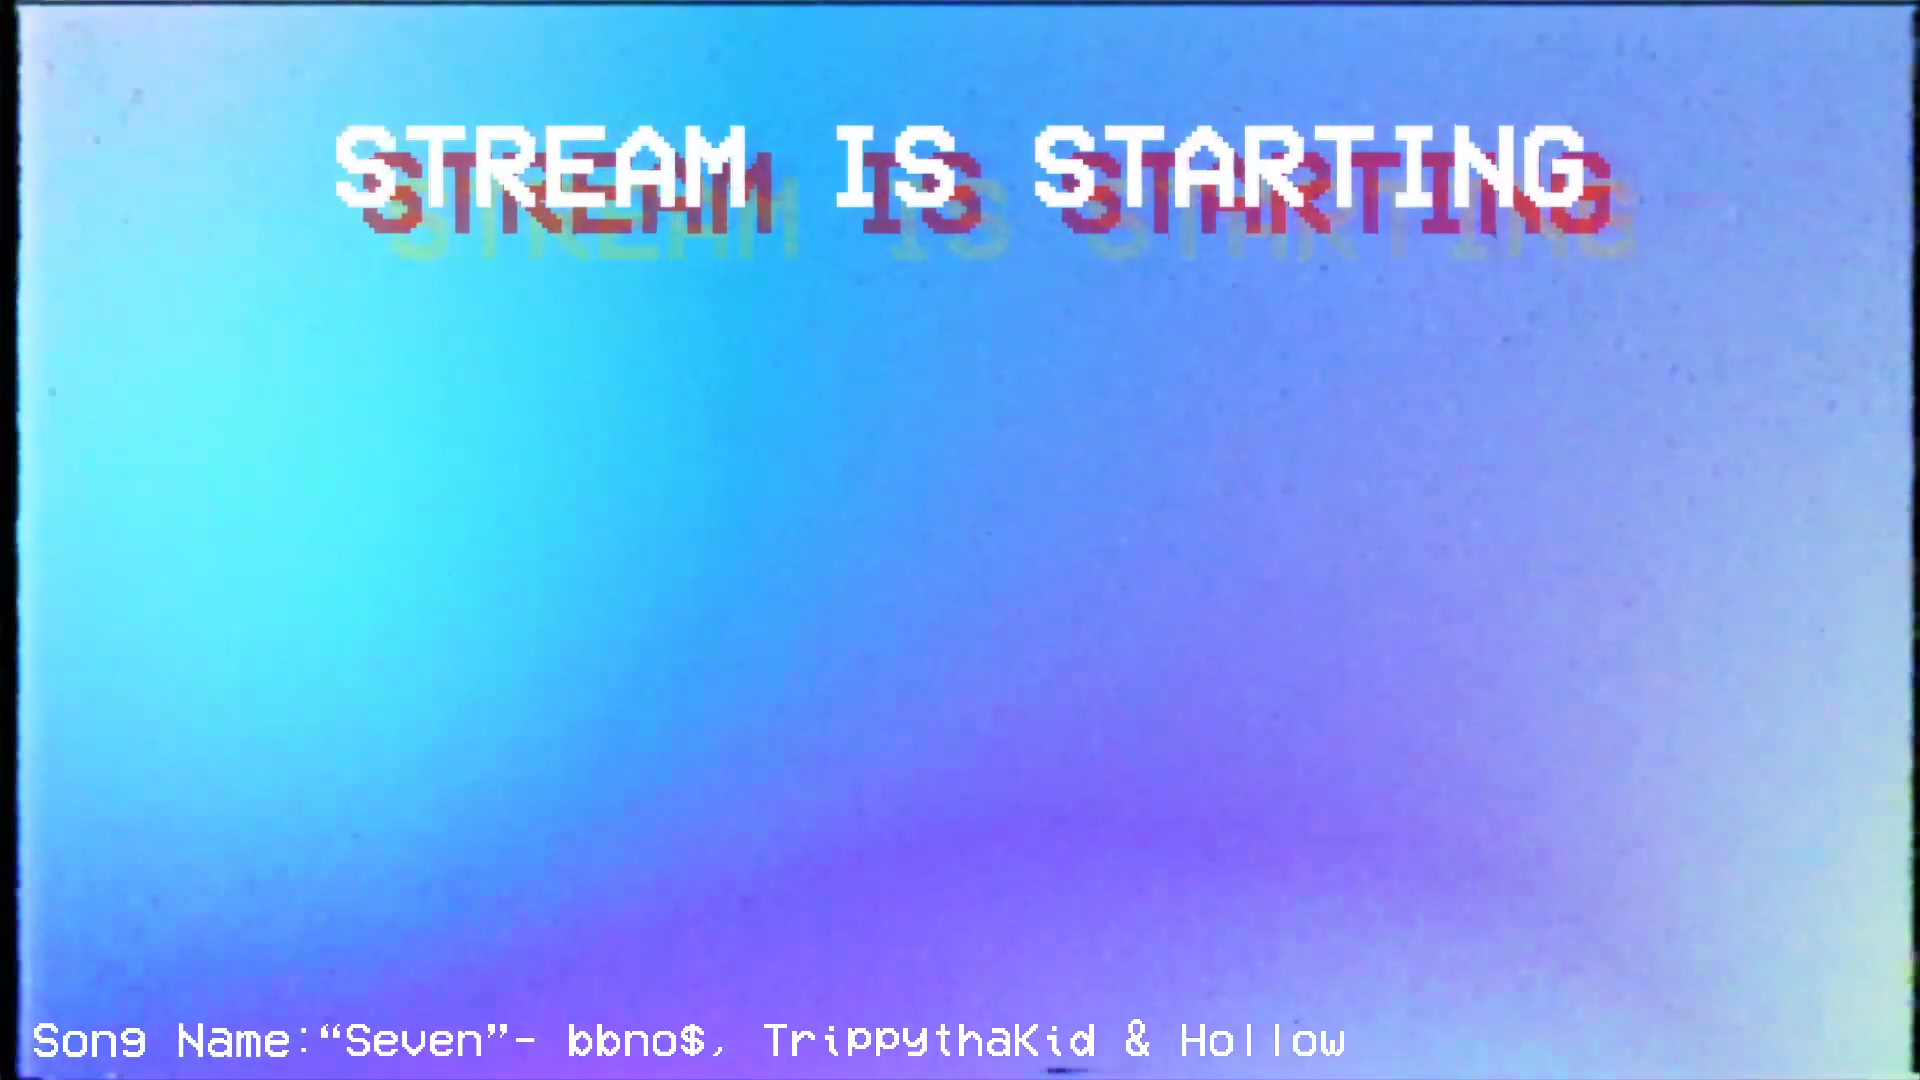 STREAM IS STARTING
Song Name:“Seven”- bbno$, TrippythaKid & Hollow